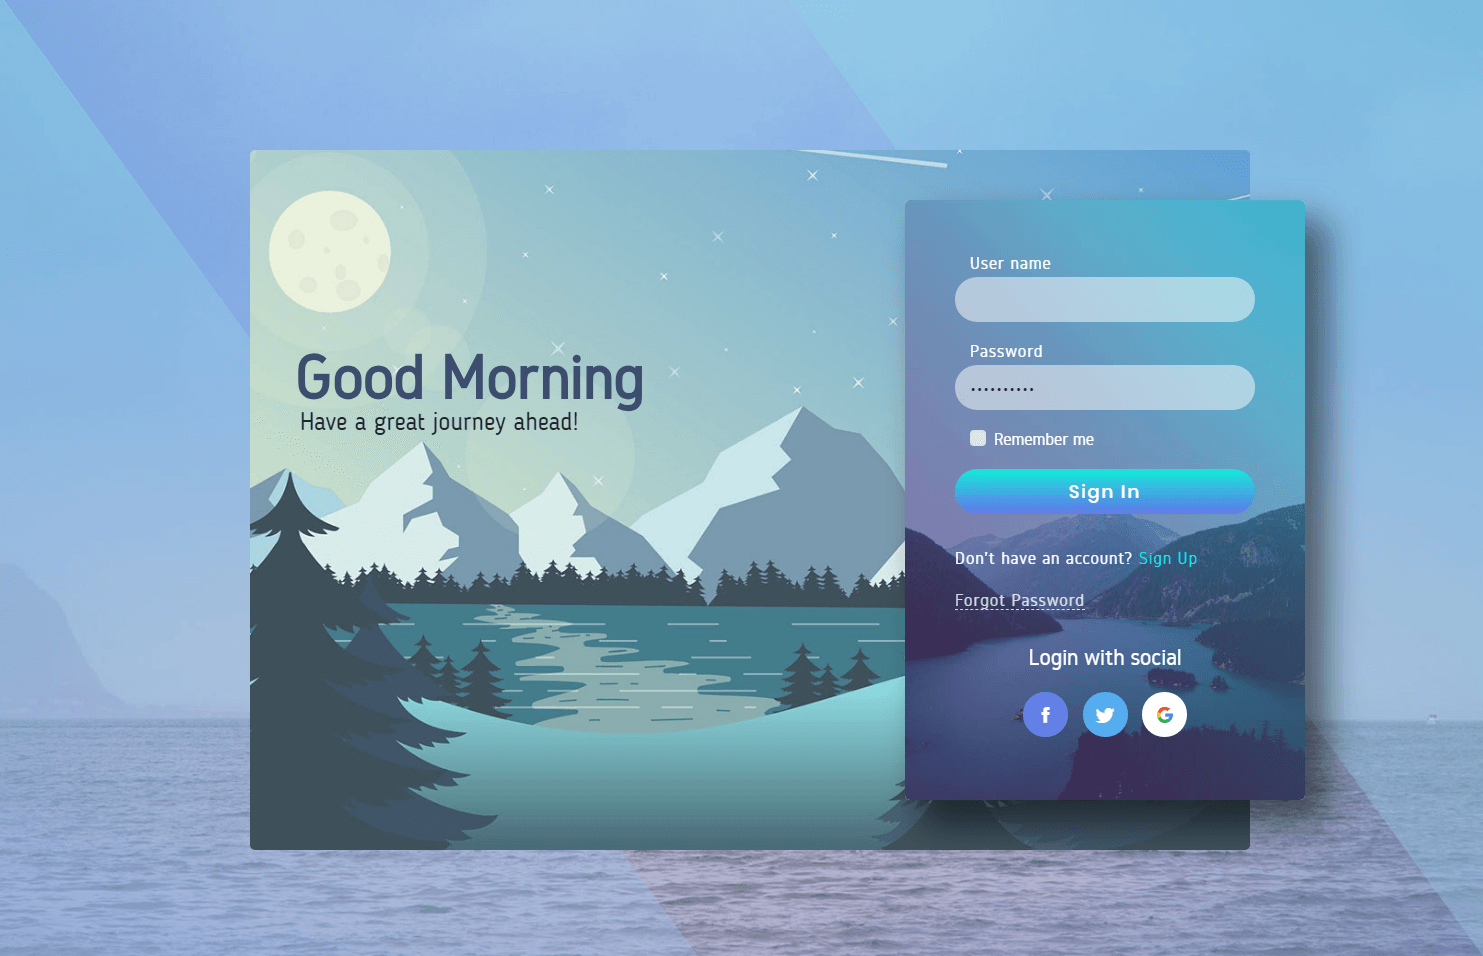 Good Morning
Have a great journey ahead!
User name
Password
Remember me
Sign In
Don't have an account? Sign Up
Forgot Password
Login with social